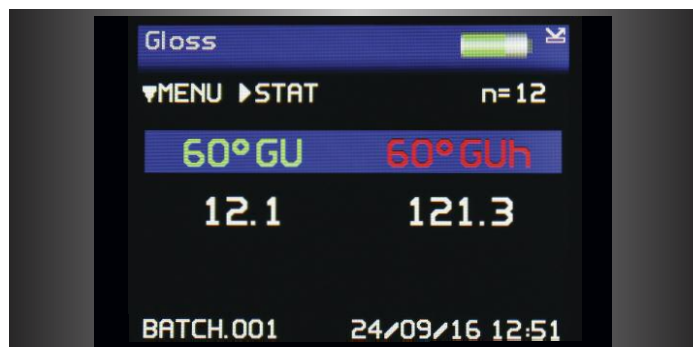 Gloss
▼MENU ▶STAT n=12
60°GU 60°GUh
12.1 121.3
BATCH.001 24/09/16 12:51